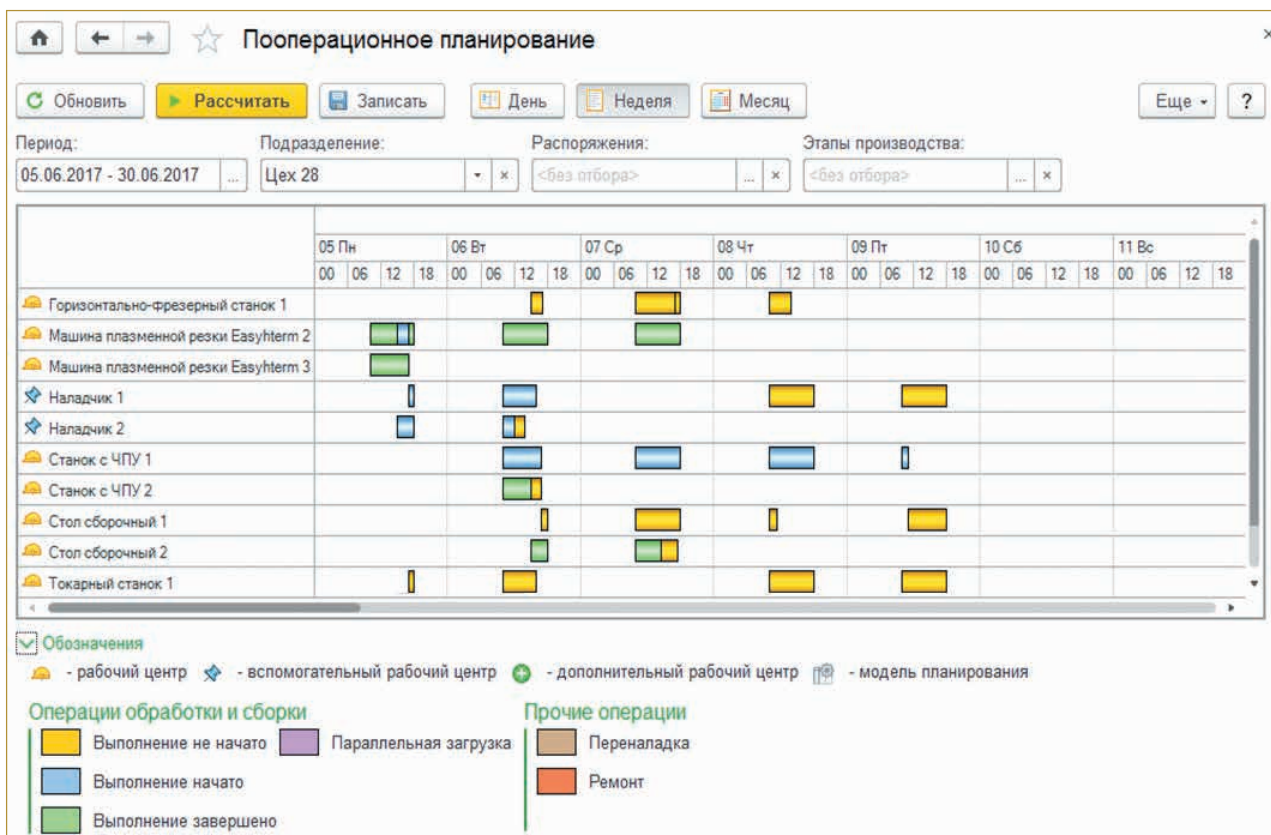 Пооперационное планирование
×
Обновить Рассчитать Записать День Неделя Месяц Еще ?
Период: Подразделение: Распоряжения: Этапы производства:
05.06.2017 - 30.06.2017 ... Цех 28 × <без отбора> ... × <без отбора> ... ×
05 Пн 06 Вт 07 Ср 08 Чт 09 Пт 10 Сб 11 Вс
00 06 12 18 00 06 12 18 00 06 12 18 00 06 12 18 00 06 12 18 00 06 12 18 00 06 12 18
Горизонтально-фрезерный станок 1
Машина плазменной резки Easyhterm 2
Машина плазменной резки Easyhterm 3
Наладчик 1
Наладчик 2
Станок с ЧПУ 1
Станок с ЧПУ 2
Стол сборочный 1
Стол сборочный 2
Токарный станок 1
Обозначения
- рабочий центр - вспомогательный рабочий центр - дополнительный рабочий центр - модель планирования
Операции обработки и сборки Прочие операции
Выполнение не начато Параллельная загрузка Переналадка
Выполнение начато Ремонт
Выполнение завершено